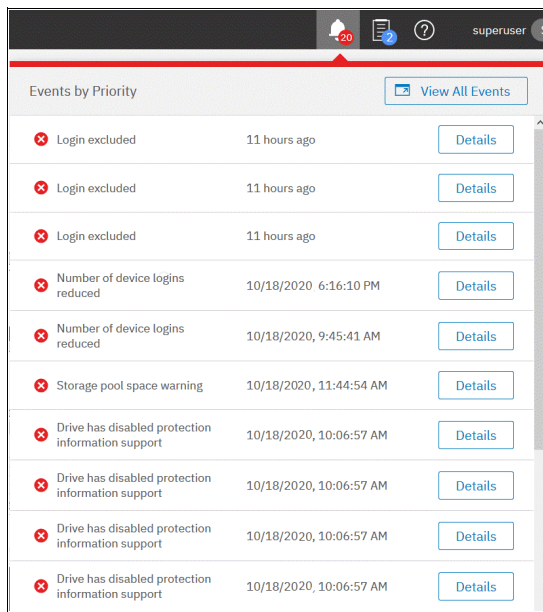 20
2
?
superuser
S
Events by Priority
View All Events
Login excluded 11 hours ago Details
Login excluded 11 hours ago Details
Login excluded 11 hours ago Details
Number of device logins
reduced
10/18/2020 6:16:10 PM Details
Number of device logins
reduced
10/18/2020, 9:45:41 AM Details
Storage pool space warning 10/18/2020, 11:44:54 AM Details
Drive has disabled protection
information support
10/18/2020, 10:06:57 AM Details
Drive has disabled protection
information support
10/18/2020, 10:06:57 AM Details
Drive has disabled protection
information support
10/18/2020, 10:06:57 AM Details
Drive has disabled protection
information support
10/18/2020, 10:06:57 AM Details